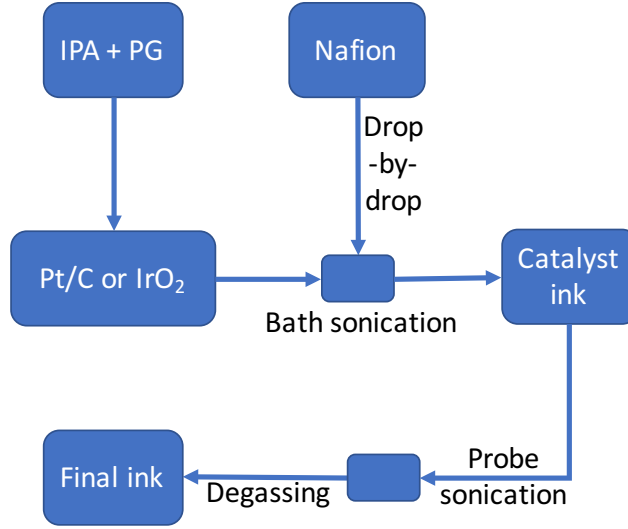 IPA + PG
Nafion
Drop
-by-
drop
Pt/C or IrO₂
Catalyst
ink
Bath sonication
Final ink
Degassing
Probe
sonication